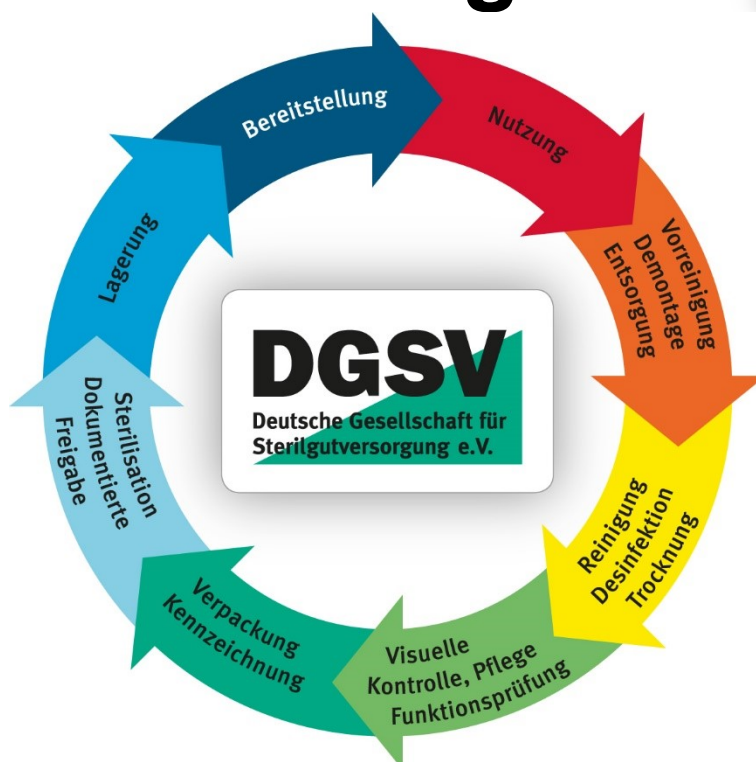 Bereitstellung
Nutzung
Vorreinigung
Demontage
Entsorgung
Reinigung
Desinfektion
Trocknung
Visuelle
Kontrolle, Pflege
Funktionsprüfung
Verpackung
Kennzeichnung
Sterilisation
Dokumentierte
Freigabe
Lagerung
DGSV
Deutsche Gesellschaft für
Sterilgutversorgung e.V.